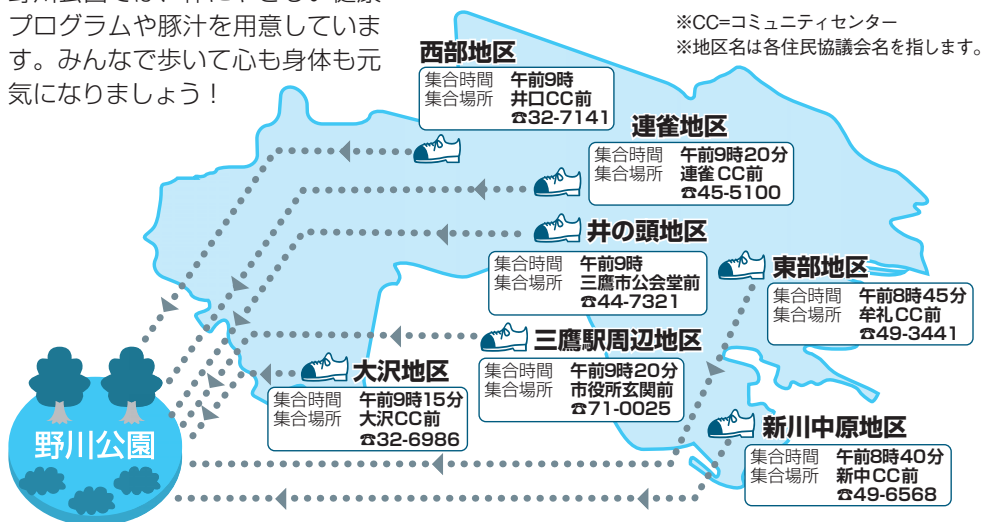 プログラムや豚汁を用意していま
す。みんなで歩いて心も身体も元
気になりましょう！
※CC=コミュニティセンター
※地区名は各住民協議会名を指します。
西部地区
集合時間 午前9時
集合場所 井口CC前
☎32-7141
連雀地区
集合時間 午前9時20分
集合場所 連雀CC前
☎45-5100
井の頭地区
集合時間 午前9時
集合場所 三鷹市公会堂前
☎44-7321
東部地区
集合時間 午前8時45分
集合場所 牟礼CC前
☎49-3441
三鷹駅周辺地区
集合時間 午前9時20分
集合場所 市役所玄関前
☎71-0025
大沢地区
集合時間 午前9時15分
集合場所 大沢CC前
☎32-6986
新川中原地区
集合時間 午前8時40分
集合場所 新中CC前
☎49-6568
野川公園